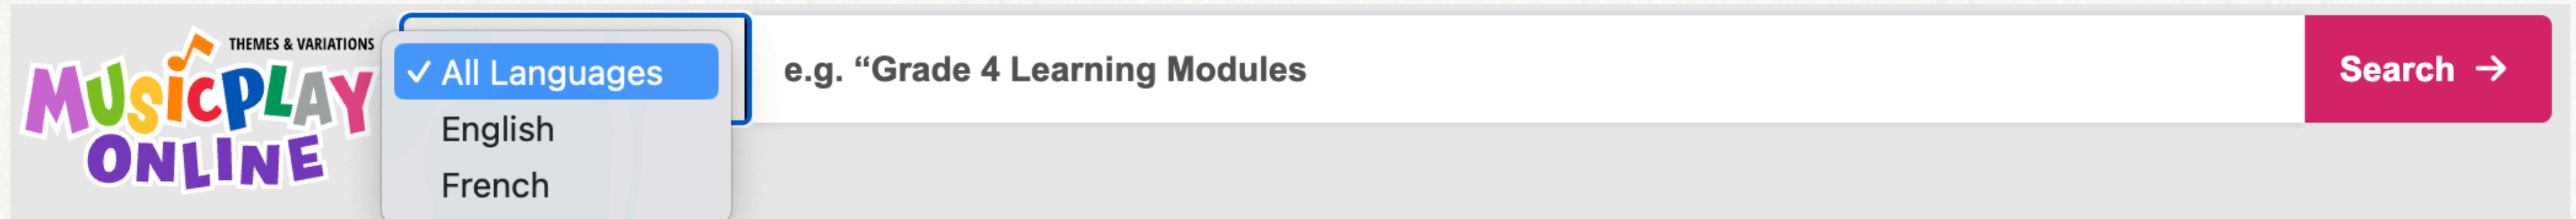 THEMES & VARIATIONS
MUSICPLAY
ONLINE
✓ All Languages
English
French
e.g. “Grade 4 Learning Modules
Search →